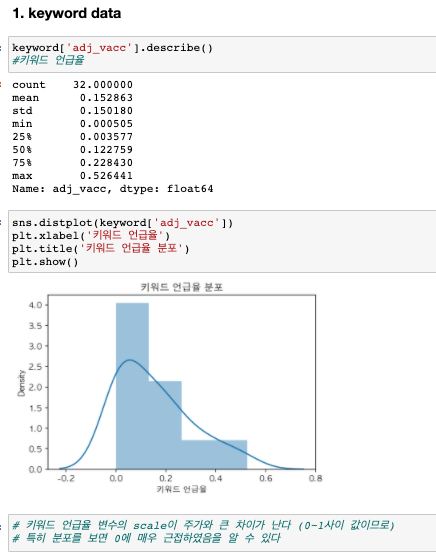 1. keyword data
keyword['adj_vacc'].describe()
#키워드 언급율
count    32.000000
mean      0.152863
std       0.150180
min       0.000505
25%       0.003577
50%       0.122759
75%       0.228430
max       0.526441
Name: adj_vacc, dtype: float64
sns.distplot(keyword['adj_vacc'])
plt.xlabel('키워드 언급율')
plt.title('키워드 언급율 분포')
plt.show()
키워드 언급율 분포
4.0
3.5
3.0
2.5
2.0
1.5
1.0
0.5
0.0
Density
-0.2 0.0 0.2 0.4 0.6 0.8
키워드 언급율
# 키워드 언급율 변수의 scale이 주가와 큰 차이가 난다 (0-1사이 값이므로)
# 특히 분포를 보면 0에 매우 근접하였음을 알 수 있다